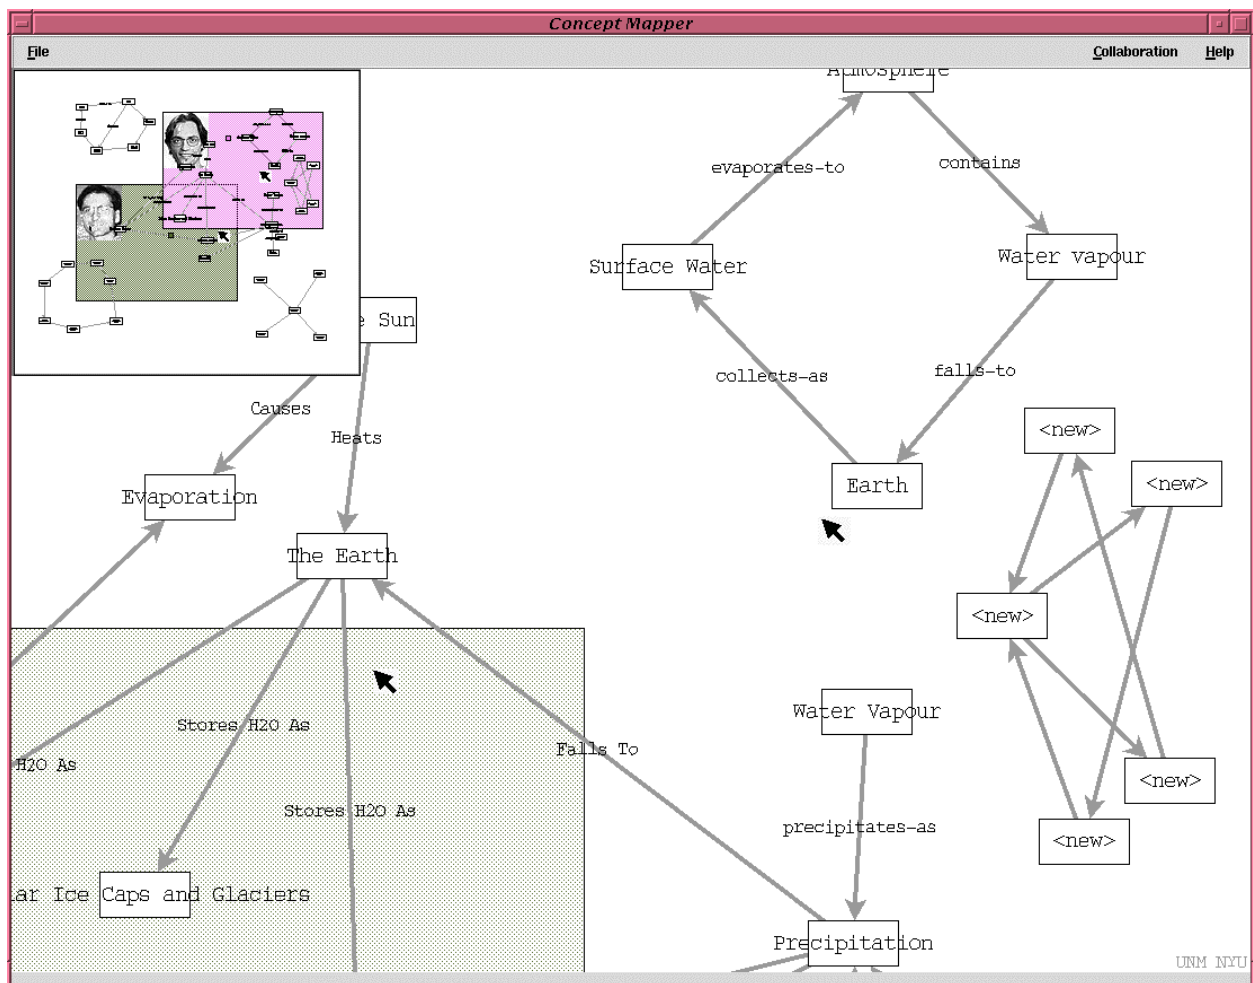 Concept Mapper
File Collaboration Help
Atmosphere
evaporates-to
contains
Surface Water
Water vapour
e Sun
collects-as
falls-to
Causes
Heats
<new>
Evaporation
Earth
<new>
The Earth
<new>
Water Vapour
Stores H2O As
Falls To
H2O As
<new>
Stores H2O As
precipitates-as
<new>
ar Ice Caps and Glaciers
Precipitation
UNM NYU